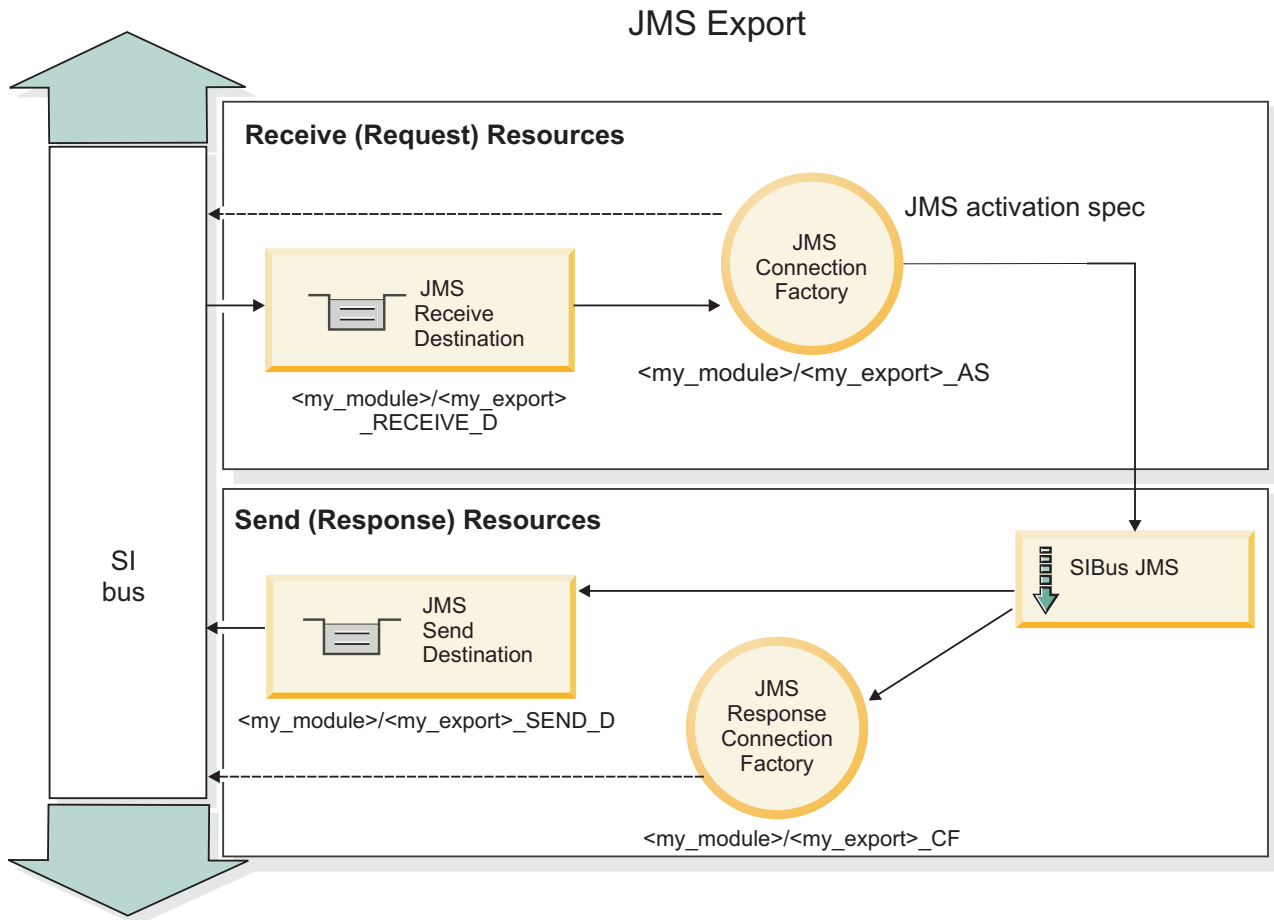 JMS Export
Receive (Request) Resources
JMS activation spec
JMS
Connection
Factory
JMS
Receive
Destination
<my_module>/<my_export>_AS
<my_module>/<my_export>
_RECEIVE_D
Send (Response) Resources
SI
bus
SIBus JMS
JMS
Send
Destination
<my_module>/<my_export>_SEND_D
JMS
Response
Connection
Factory
<my_module>/<my_export>_CF